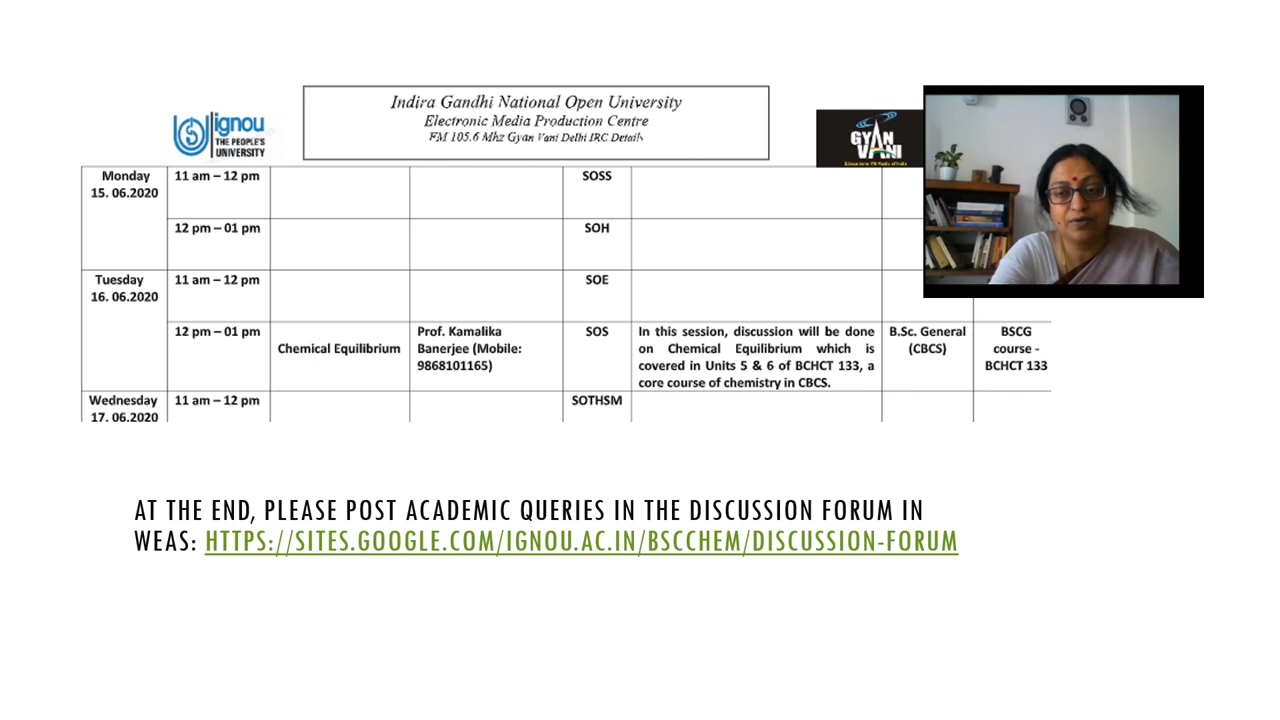 Indira Gandhi National Open University
Electronic Media Production Centre
FM 105.6 Mhz Gyan Vani Delhi IRC Details
ignou
THE PEOPLE'S
UNIVERSITY
GYAN
VANI
Educational FM Radio of India
Monday
15. 06.2020
11 am – 12 pm
SOSS
12 pm – 01 pm
SOH
Tuesday
16. 06.2020
11 am – 12 pm
SOE
12 pm – 01 pm
Chemical Equilibrium
Prof. Kamalika
Banerjee (Mobile:
9868101165)
SOS
In this session, discussion will be done
on Chemical Equilibrium which is
covered in Units 5 & 6 of BCHCT 133, a
core course of chemistry in CBCS.
B.Sc. General
(CBCS)
BSCG
course -
BCHCT 133
Wednesday
17. 06.2020
11 am – 12 pm
SOTHSM
AT THE END, PLEASE POST ACADEMIC QUERIES IN THE DISCUSSION FORUM IN
WEAS: HTTPS://SITES.GOOGLE.COM/IGNOU.AC.IN/BSCCHEM/DISCUSSION-FORUM